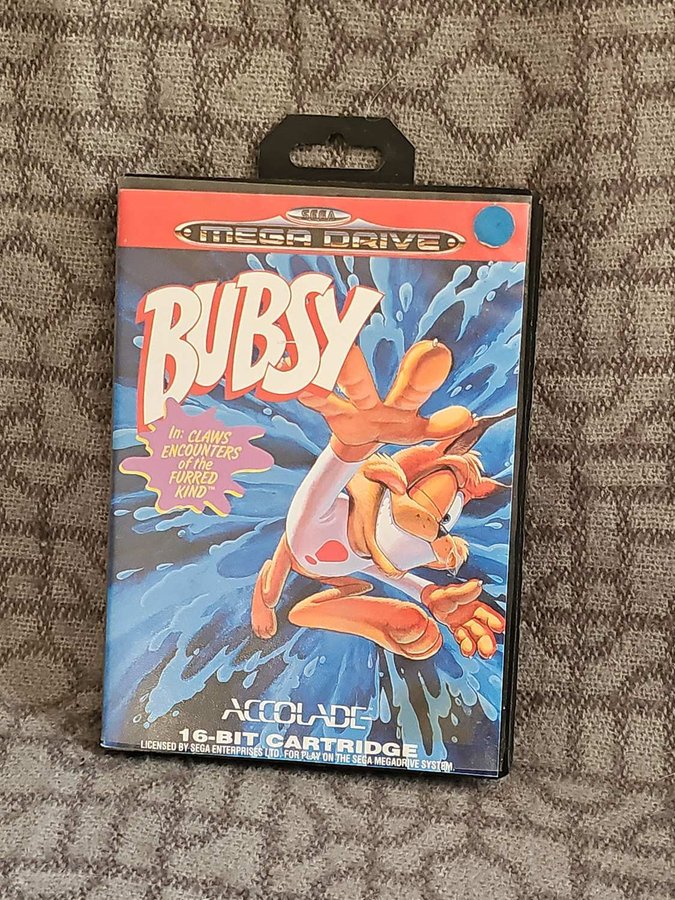 SEGA
MEGA DRIVE
BUBSY
In: CLAWS
ENCOUNTERS
of the
FURRED
KIND™
ACCOLADE
16-BIT CARTRIDGE
LICENSED BY SEGA ENTERPRISES LTD. FOR PLAY ON THE SEGA MEGADRIVE SYSTEM.